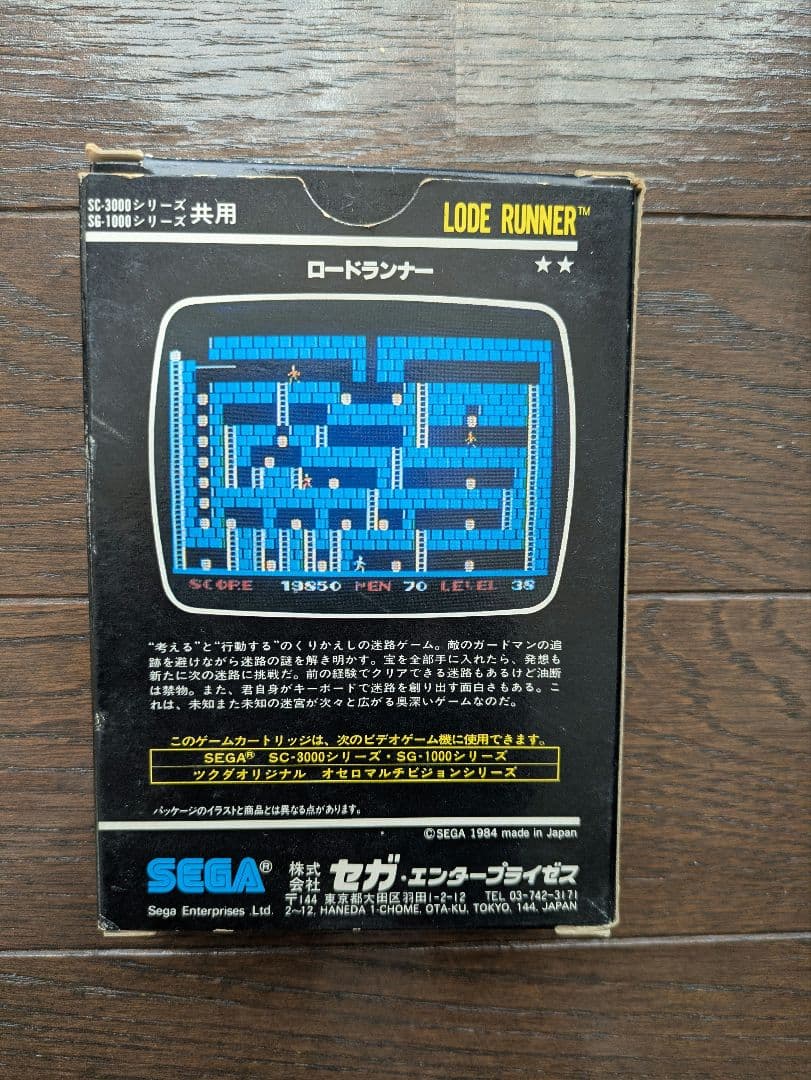 SC-3000シリーズ
SG-1000シリーズ 共用
LODE RUNNER™
ロードランナー
★★
SCORE 19850 MEN 70 LEVEL 38
“考える”と“行動する”のくりかえしの迷路ゲーム。敵のガードマンの追
跡を避けながら迷路の謎を解き明かす。宝を全部手に入れたら、発想も
新たに次の迷路に挑戦だ。前の経験でクリアできる迷路もあるけど油断
は禁物。また、君自身がキーボードで迷路を創り出す面白さもある。こ
れは、未知また未知の迷宮が次々と広がる奥深いゲームなのだ。
このゲームカートリッジは、次のビデオゲーム機に使用できます。
SEGA® SC-3000シリーズ・SG-1000シリーズ
ツクダオリジナル オセロマルチビジョンシリーズ
パッケージのイラストと商品とは異なる点があります。
©SEGA 1984 made in Japan
SEGA®
Sega Enterprises .Ltd.
株式会社 セガ・エンタープライゼス
〒144 東京都大田区羽田1-2-12 TEL 03-742-3171
2~12, HANEDA 1-CHOME, OTA-KU, TOKYO, 144, JAPAN